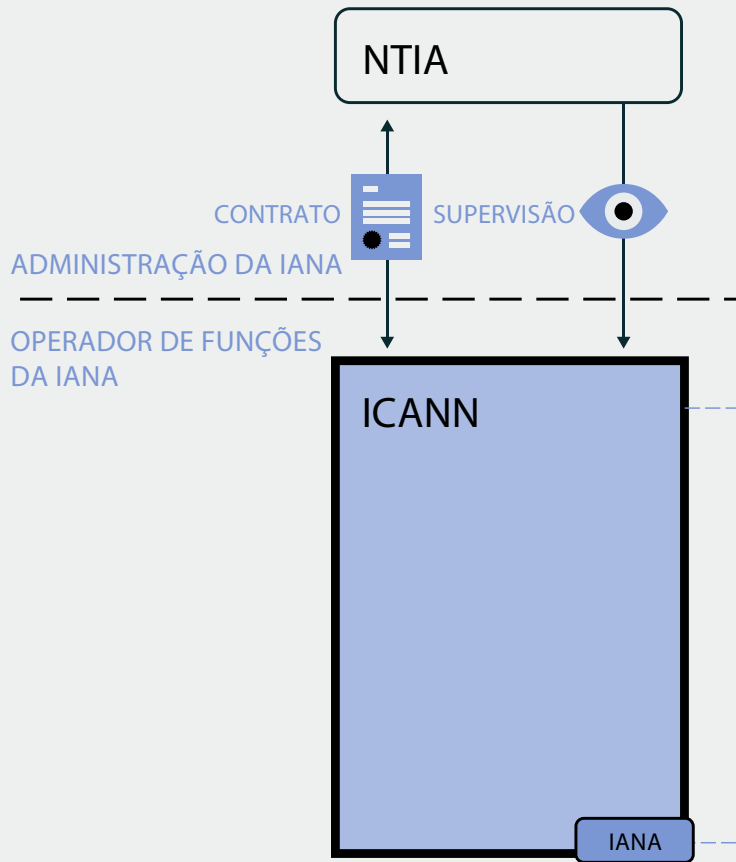 NTIA
CONTRATO
SUPERVISÃO
ADMINISTRAÇÃO DA IANA
OPERADOR DE FUNÇÕES
DA IANA
ICANN
IANA